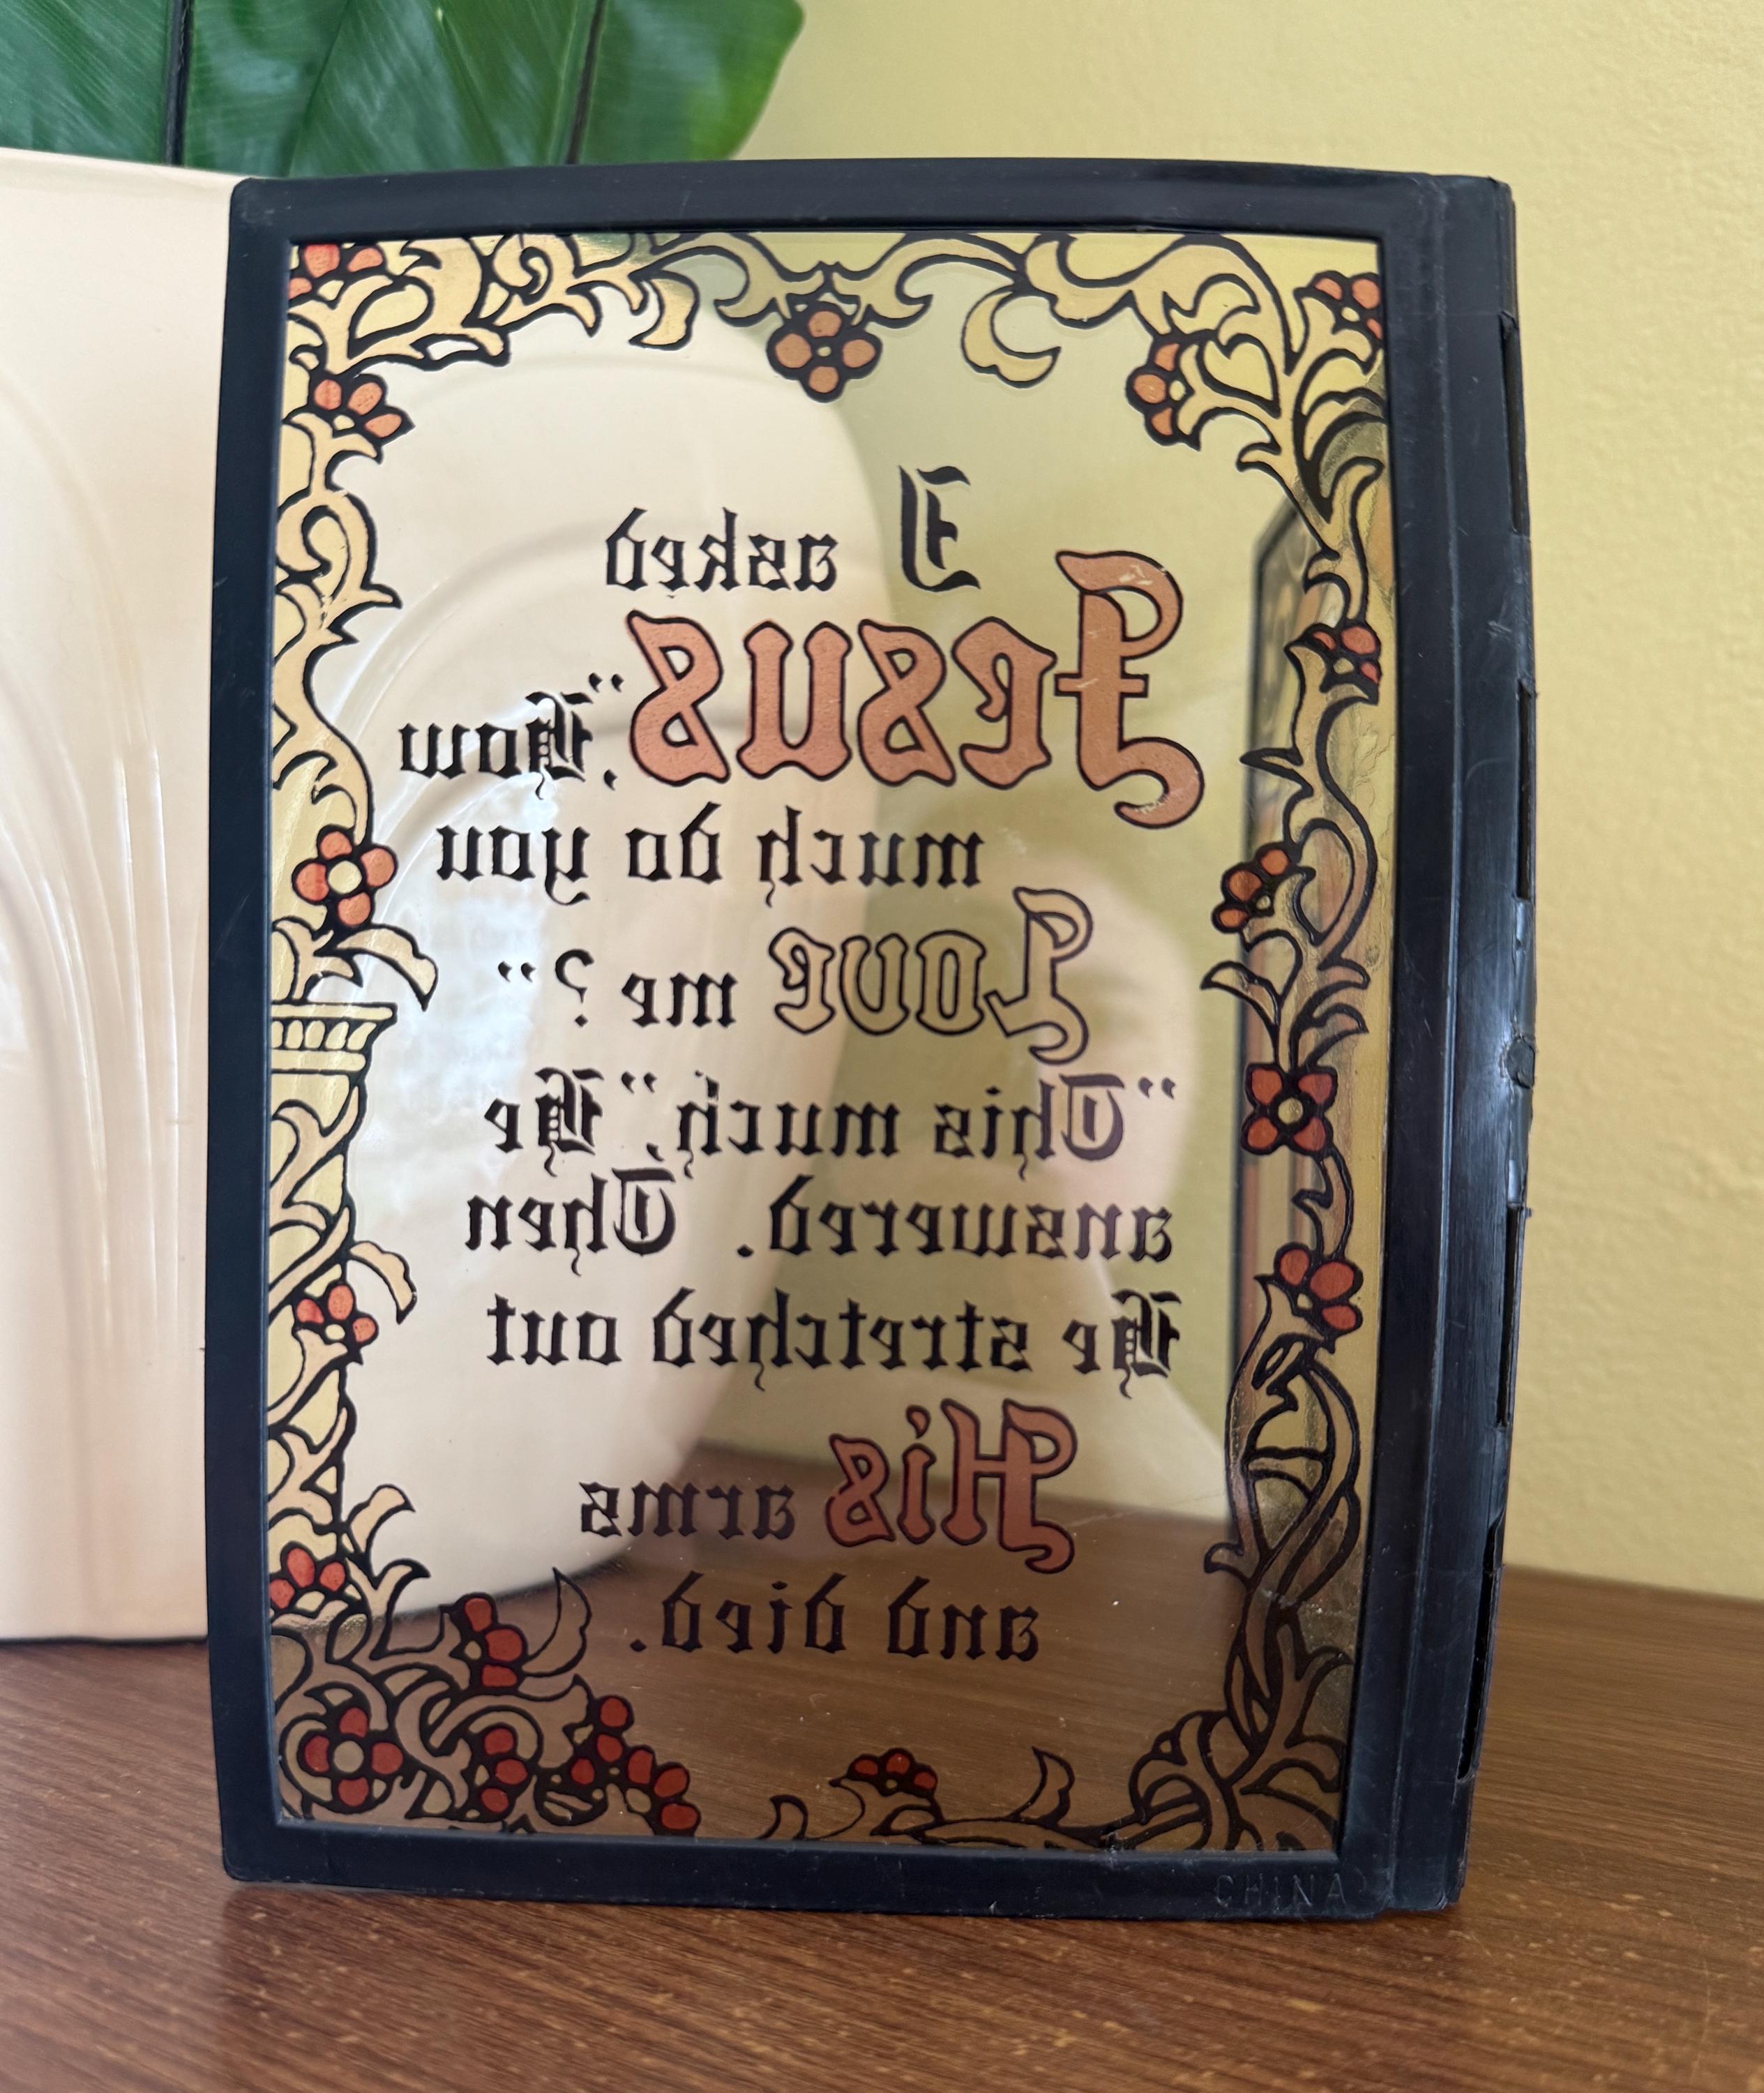 I asked
Jesus, "How
much do you
Love me?"
"This much," He
answered. Then
He stretched out
His arms
and died.
CHINA